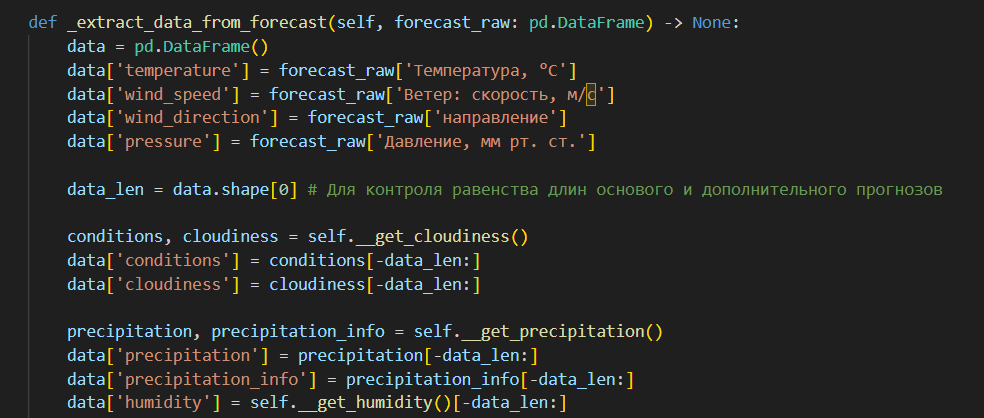 def _extract_data_from_forecast(self, forecast_raw: pd.DataFrame) -> None:
data = pd.DataFrame()
data['temperature'] = forecast_raw['Температура, °C']
data['wind_speed'] = forecast_raw['Ветер: скорость, м/с']
data['wind_direction'] = forecast_raw['направление']
data['pressure'] = forecast_raw['Давление, мм рт. ст.']
data_len = data.shape[0] # Для контроля равенства длин основого и дополнительного прогнозов
conditions, cloudiness = self.__get_cloudiness()
data['conditions'] = conditions[-data_len:]
data['cloudiness'] = cloudiness[-data_len:]
precipitation, precipitation_info = self.__get_precipitation()
data['precipitation'] = precipitation[-data_len:]
data['precipitation_info'] = precipitation_info[-data_len:]
data['humidity'] = self.__get_humidity()[-data_len:]